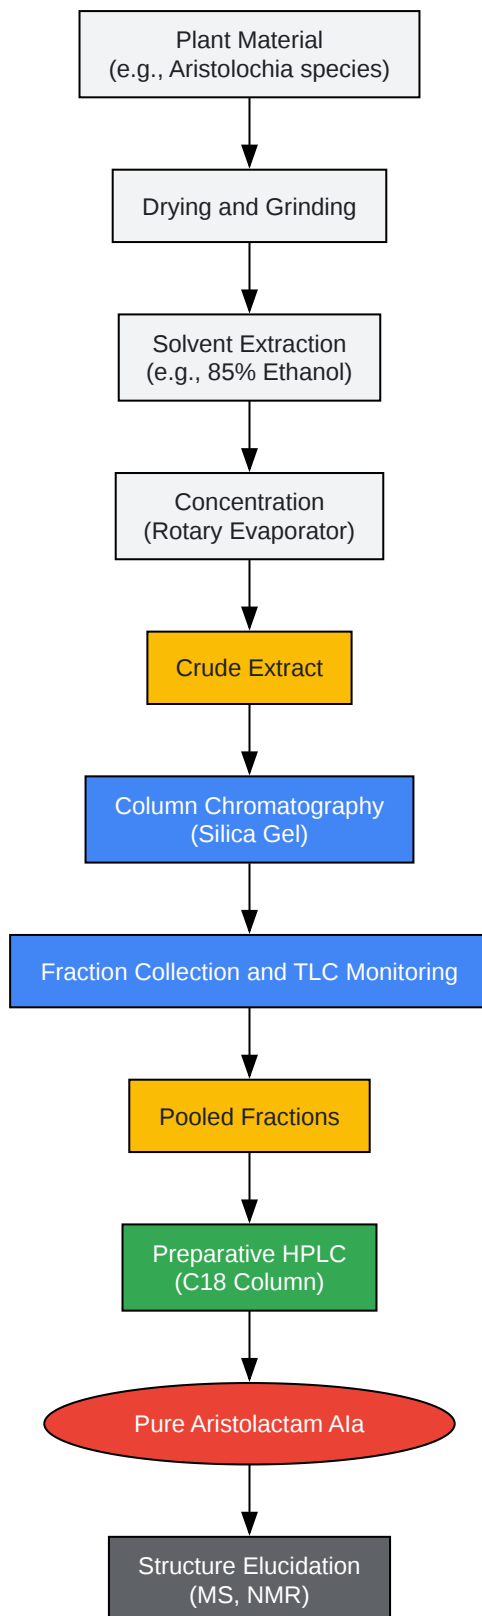 Plant Material
(e.g., Aristolochia species)
Drying and Grinding
Solvent Extraction
(e.g., 85% Ethanol)
Concentration
(Rotary Evaporator)
Crude Extract
Column Chromatography
(Silica Gel)
Fraction Collection and TLC Monitoring
Pooled Fractions
Preparative HPLC
(C18 Column)
Pure Aristolactam AIa
Structure Elucidation
(MS, NMR)